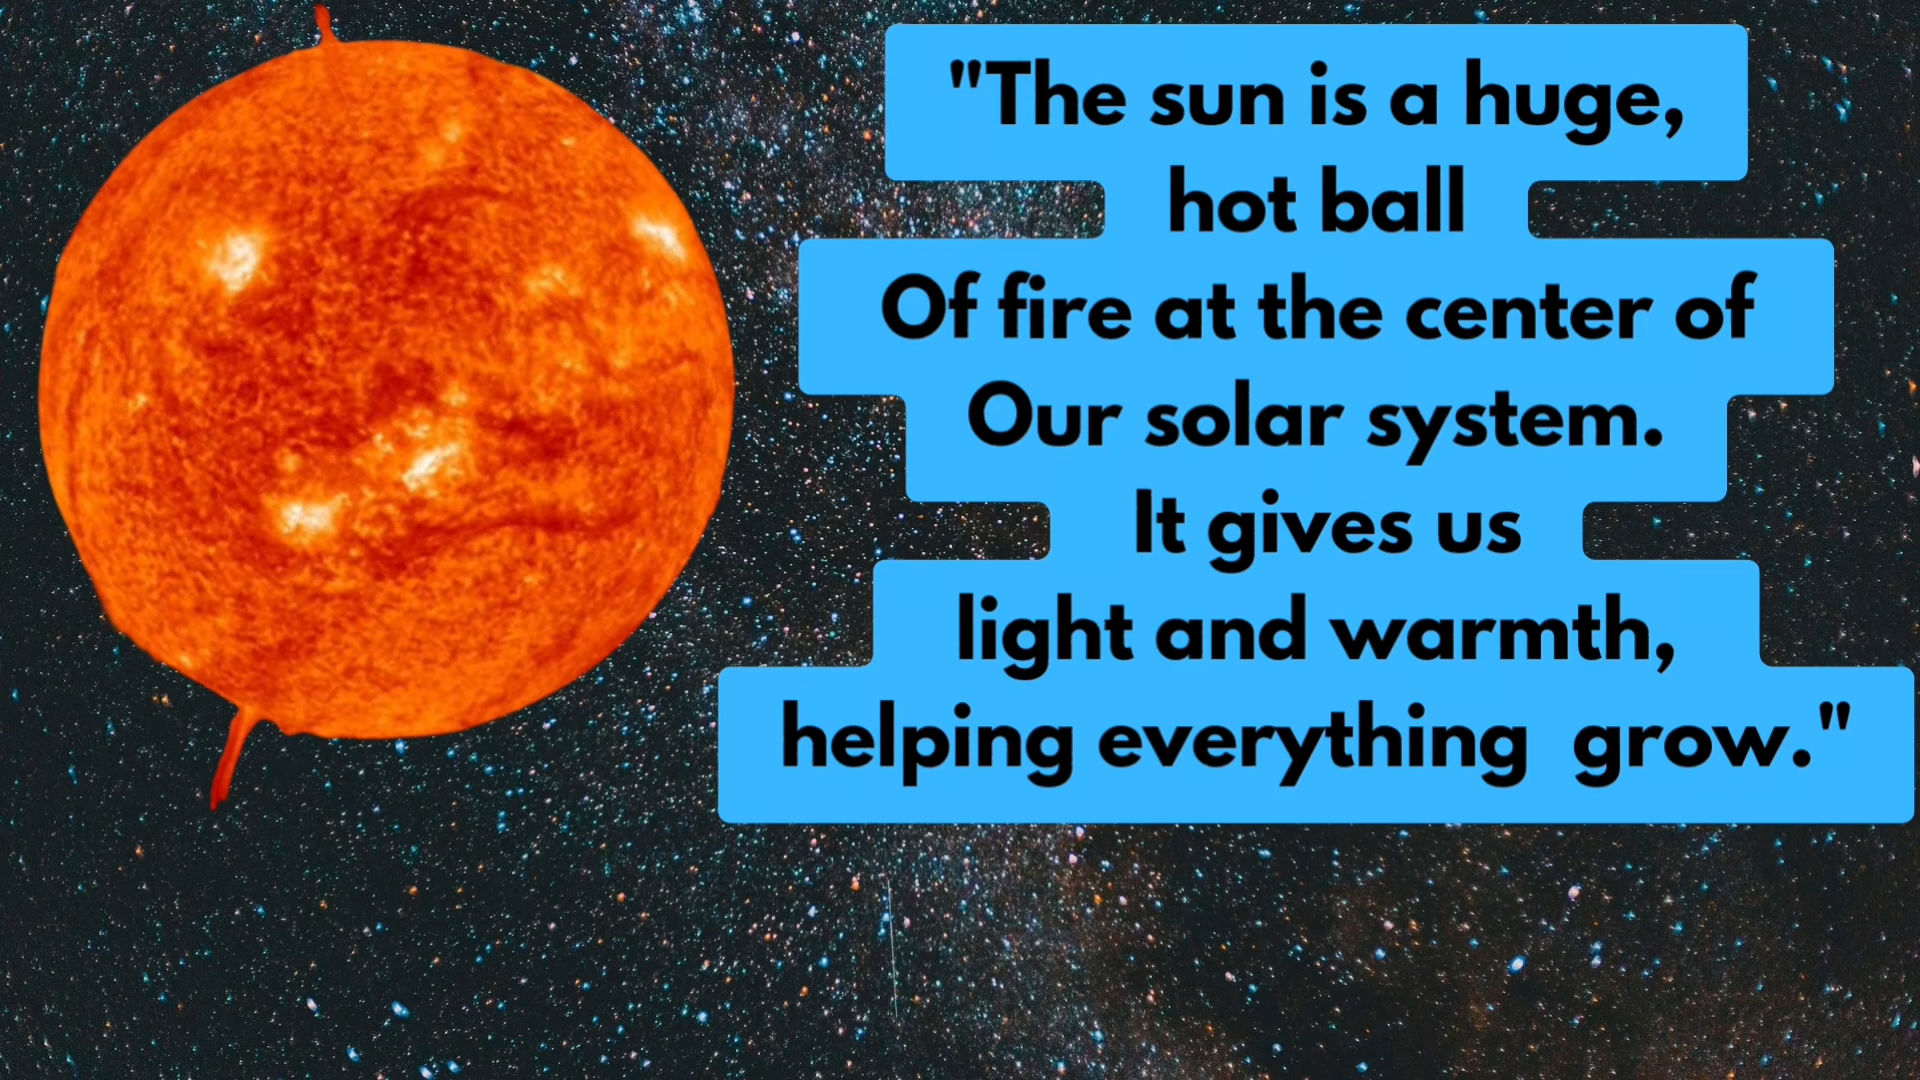 "The sun is a huge,
hot ball
Of fire at the center of
Our solar system.
It gives us
light and warmth,
helping everything  grow."